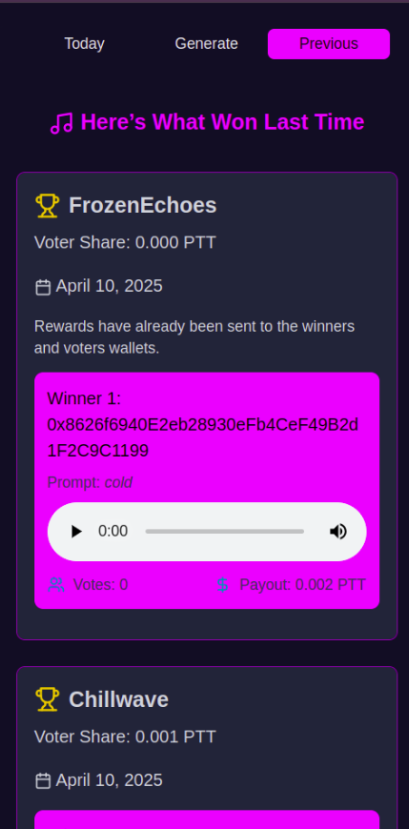 Today Generate Previous
Here’s What Won Last Time
FrozenEchoes
Voter Share: 0.000 PTT
April 10, 2025
Rewards have already been sent to the winners
and voters wallets.
Winner 1:
0x8626f6940E2eb28930eFb4CeF49B2d
1F2C9C1199
Prompt: cold
0:00
Votes: 0 Payout: 0.002 PTT
Chillwave
Voter Share: 0.001 PTT
April 10, 2025